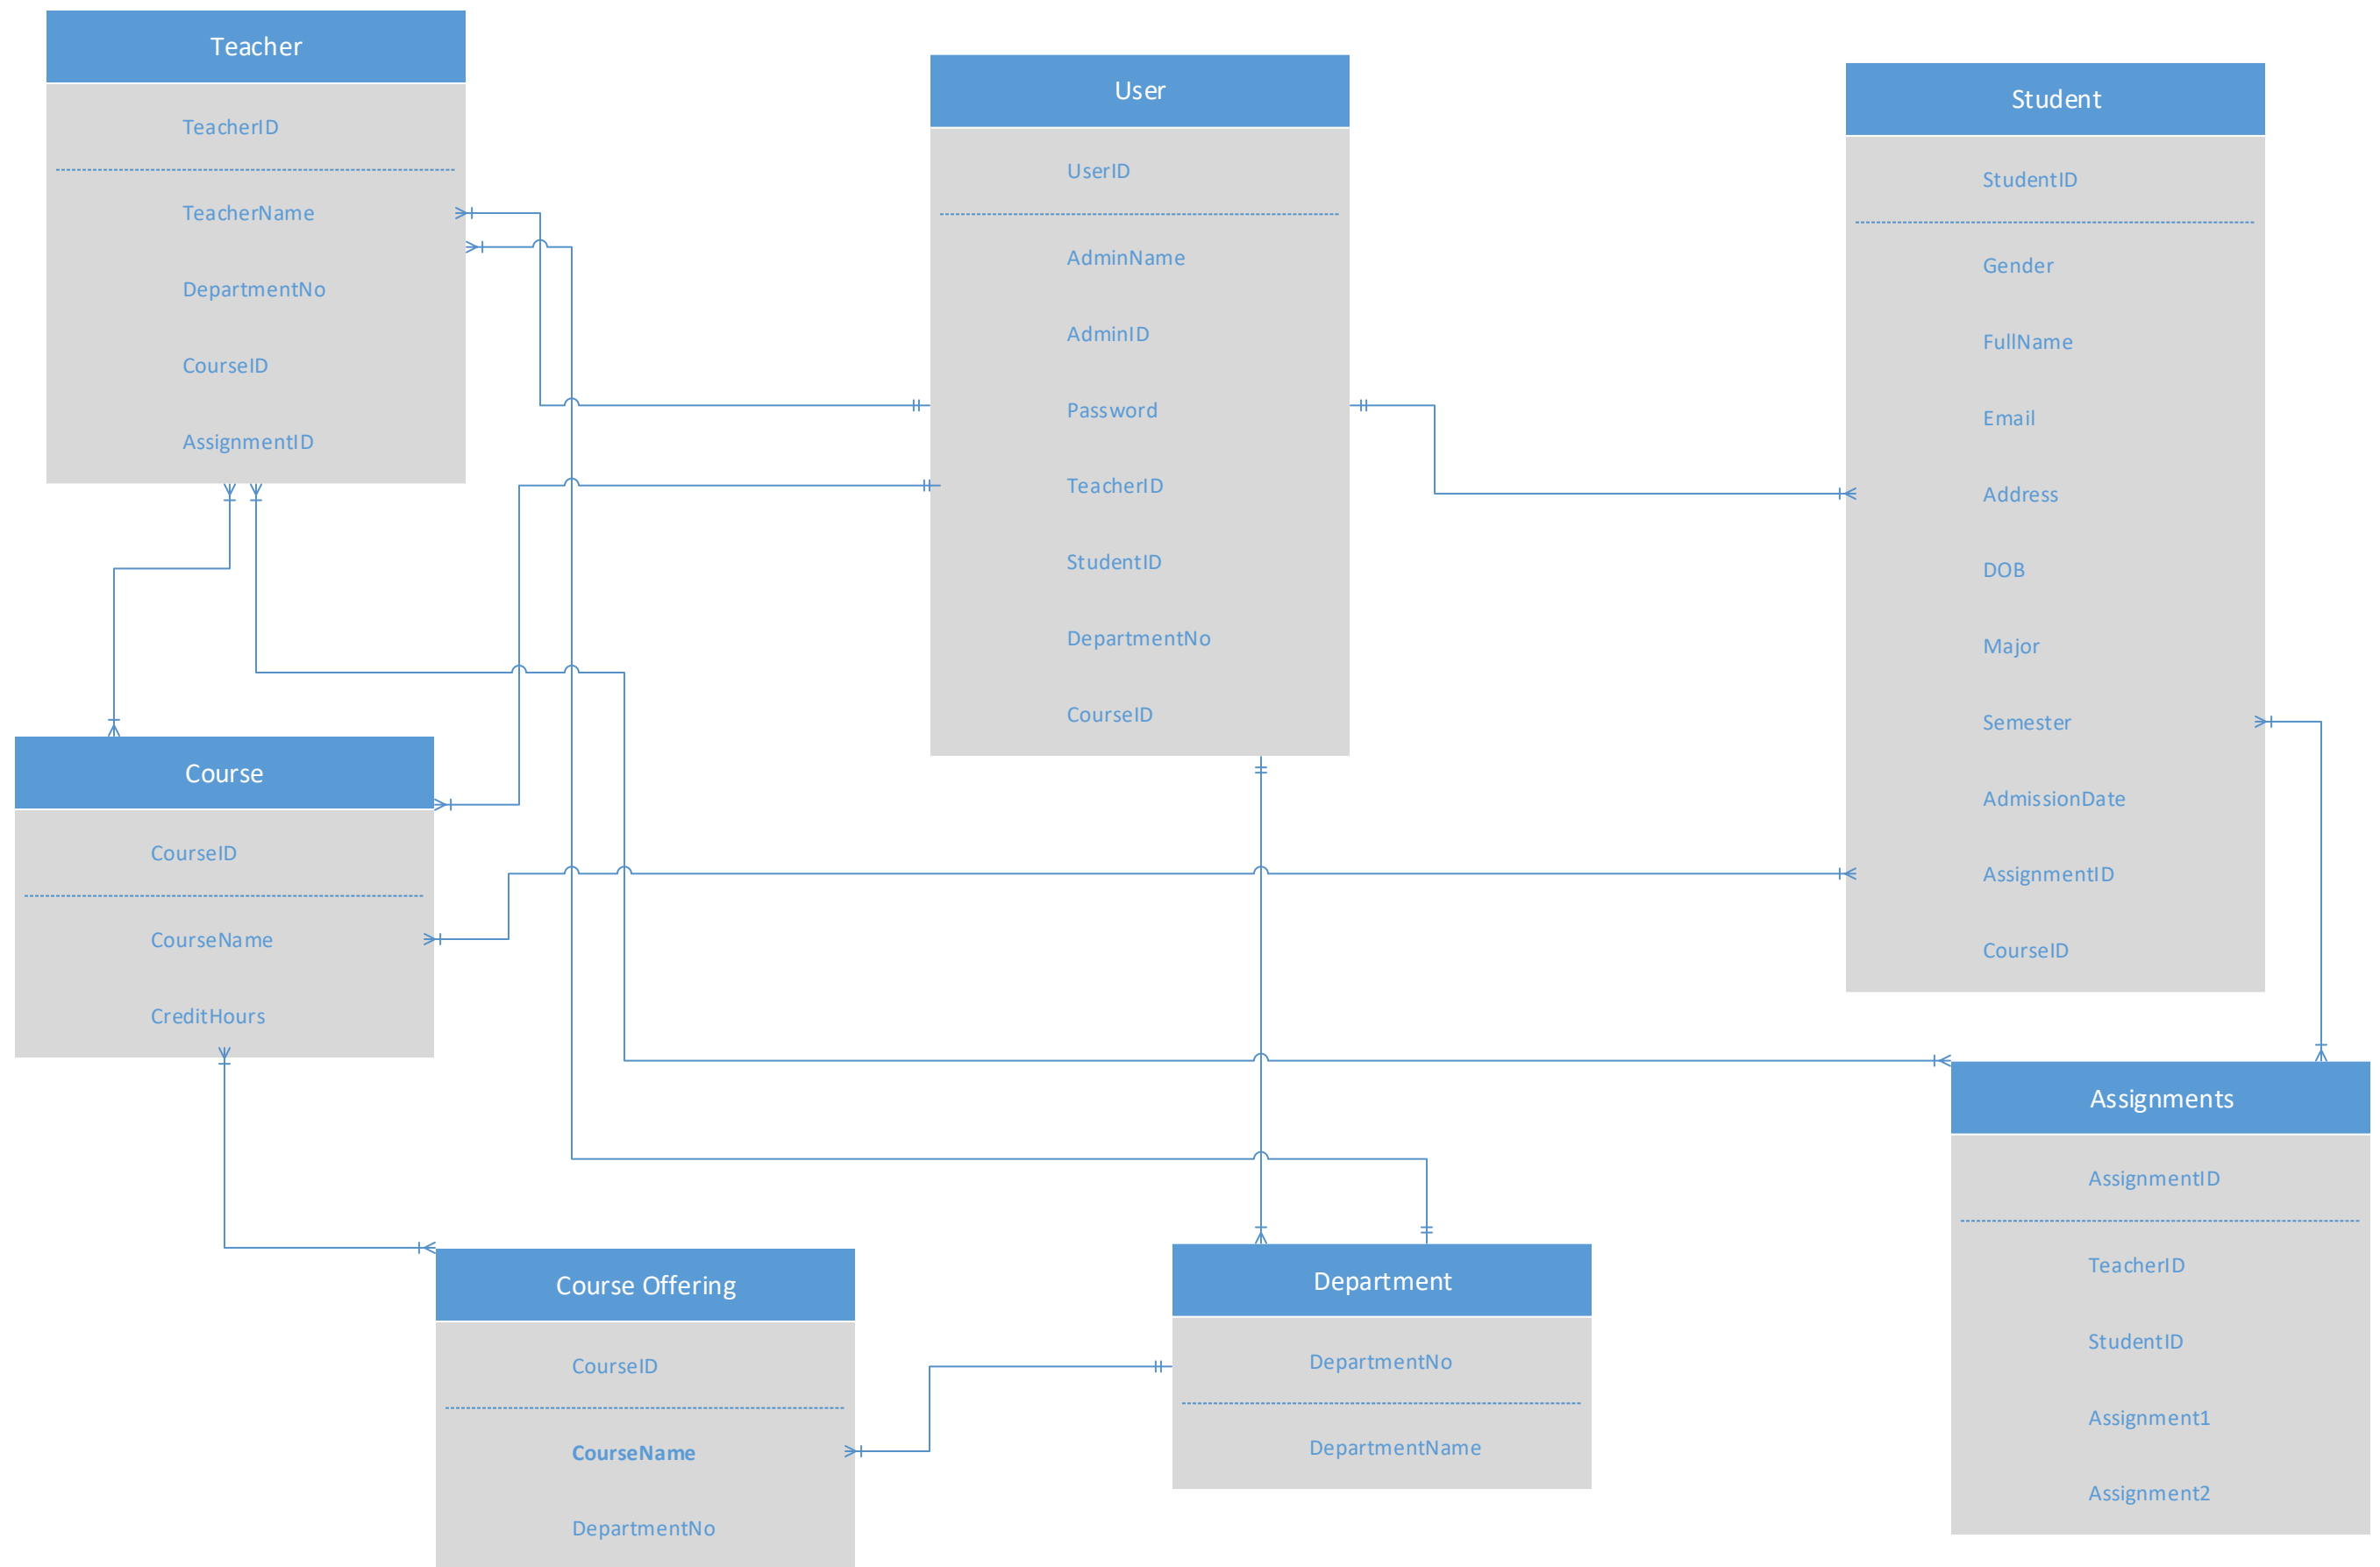 Teacher
TeacherID
TeacherName
DepartmentNo
CourseID
AssignmentID
User
UserID
AdminName
AdminID
Password
TeacherID
StudentID
DepartmentNo
CourseID
Student
StudentID
Gender
FullName
Email
Address
DOB
Major
Semester
AdmissionDate
AssignmentID
CourseID
Course
CourseID
CourseName
CreditHours
Course Offering
CourseID
CourseName
DepartmentNo
Department
DepartmentNo
DepartmentName
Assignments
AssignmentID
TeacherID
StudentID
Assignment1
Assignment2